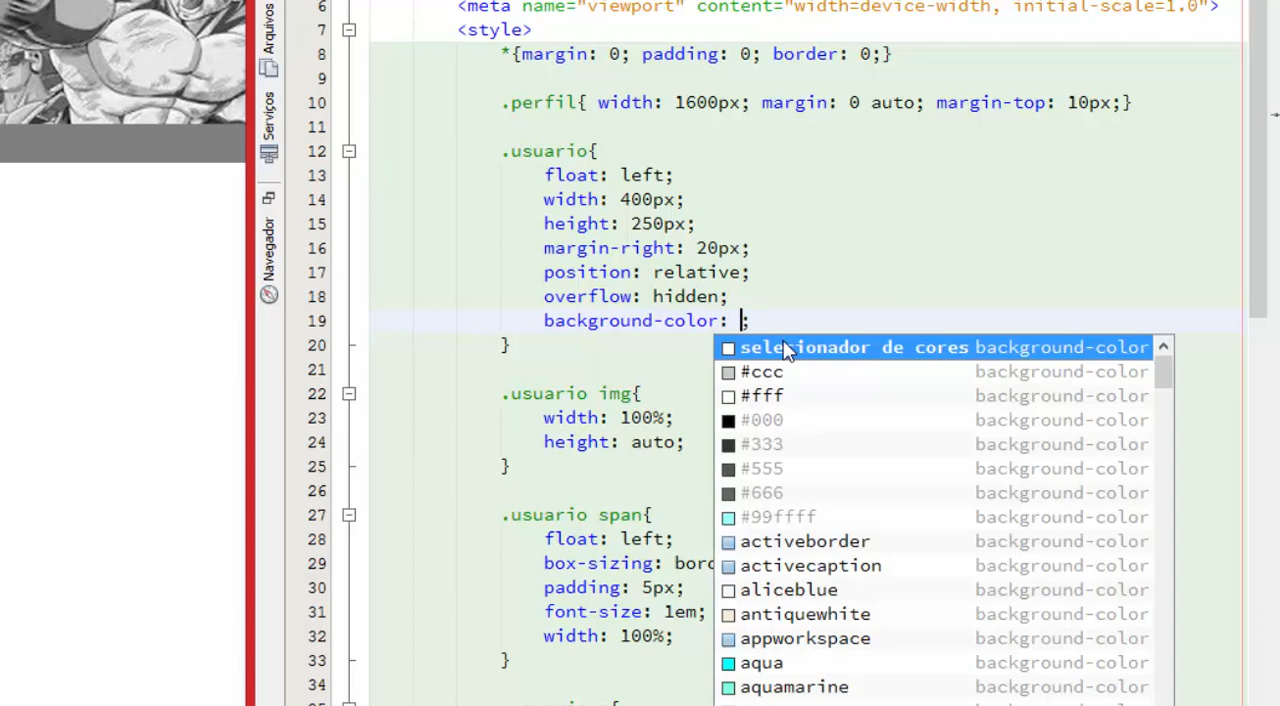 Arquivos
Serviços
Navegador
6 <meta name="viewport" content="width=device-width, initial-scale=1.0">
7 <style>
8 *{margin: 0; padding: 0; border: 0;}
9
10 .perfil{ width: 1600px; margin: 0 auto; margin-top: 10px;}
11
12 .usuario{
13 float: left;
14 width: 400px;
15 height: 250px;
16 margin-right: 20px;
17 position: relative;
18 overflow: hidden;
19 background-color: ;
20 }
21
22 .usuario img{
23 width: 100%;
24 height: auto;
25 }
26
27 .usuario span{
28 float: left;
29 box-sizing: bord
30 padding: 5px;
31 font-size: 1em;
32 width: 100%;
33 }
34
selecionador de cores background-color
#ccc background-color
#fff background-color
#000 background-color
#333 background-color
#555 background-color
#666 background-color
#99ffff background-color
activeborder background-color
activecaption background-color
aliceblue background-color
antiquewhite background-color
appworkspace background-color
aqua background-color
aquamarine background-color